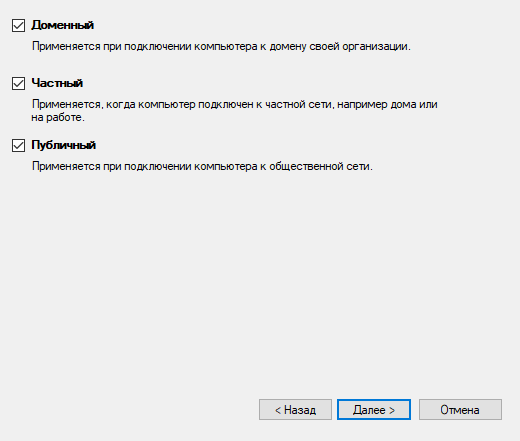 Доменный
Применяется при подключении компьютера к домену своей организации.
Частный
Применяется, когда компьютер подключен к частной сети, например дома или
на работе.
Публичный
Применяется при подключении компьютера к общественной сети.
< Назад Далее > Отмена